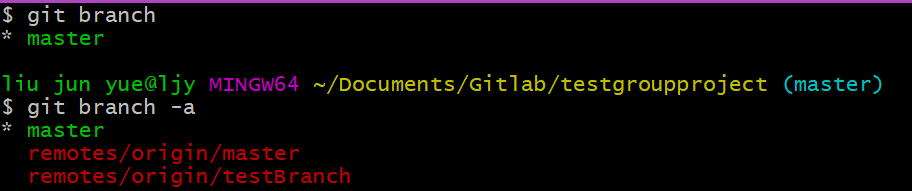 $ git branch
* master
liu jun yue@ljy MINGW64 ~/Documents/Gitlab/testgroupproject (master)
$ git branch -a
* master
remotes/origin/master
remotes/origin/testBranch